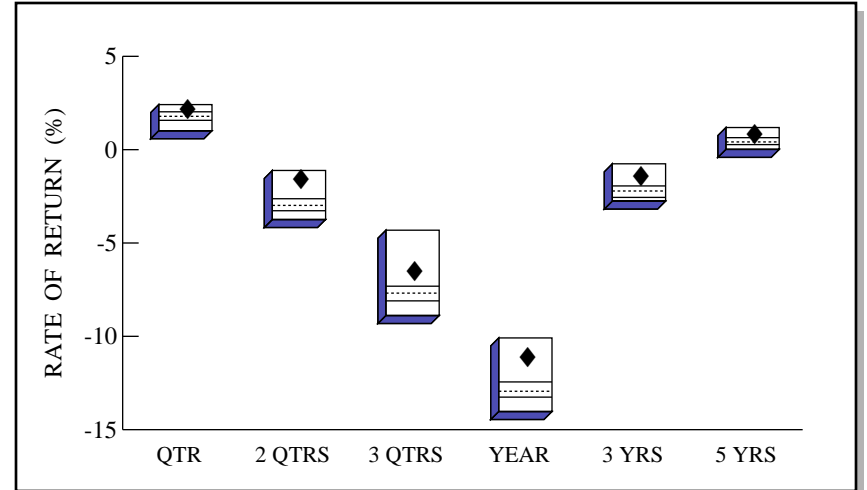 RATE OF RETURN (%)
5
0
-5
-10
-15
QTR 2 QTRS 3 QTRS YEAR 3 YRS 5 YRS